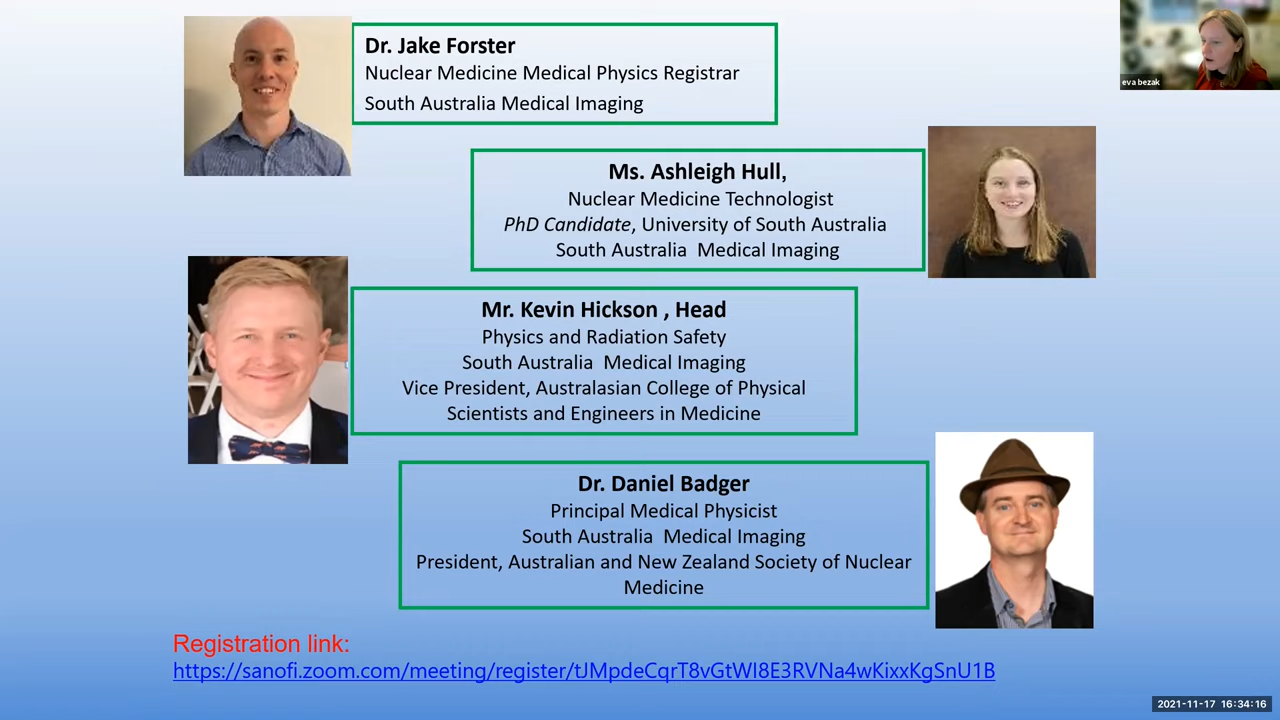 Dr. Jake Forster
Nuclear Medicine Medical Physics Registrar
South Australia Medical Imaging
eva bezak
Ms. Ashleigh Hull,
Nuclear Medicine Technologist
PhD Candidate, University of South Australia
South Australia Medical Imaging
Mr. Kevin Hickson , Head
Physics and Radiation Safety
South Australia Medical Imaging
Vice President, Australasian College of Physical
Scientists and Engineers in Medicine
Dr. Daniel Badger
Principal Medical Physicist
South Australia Medical Imaging
President, Australian and New Zealand Society of Nuclear
Medicine
Registration link:
https://sanofi.zoom.com/meeting/register/tJMpdeCqrT8vGtWI8E3RVNa4wKixxKgSnU1B
2021-11-17 16:34:16